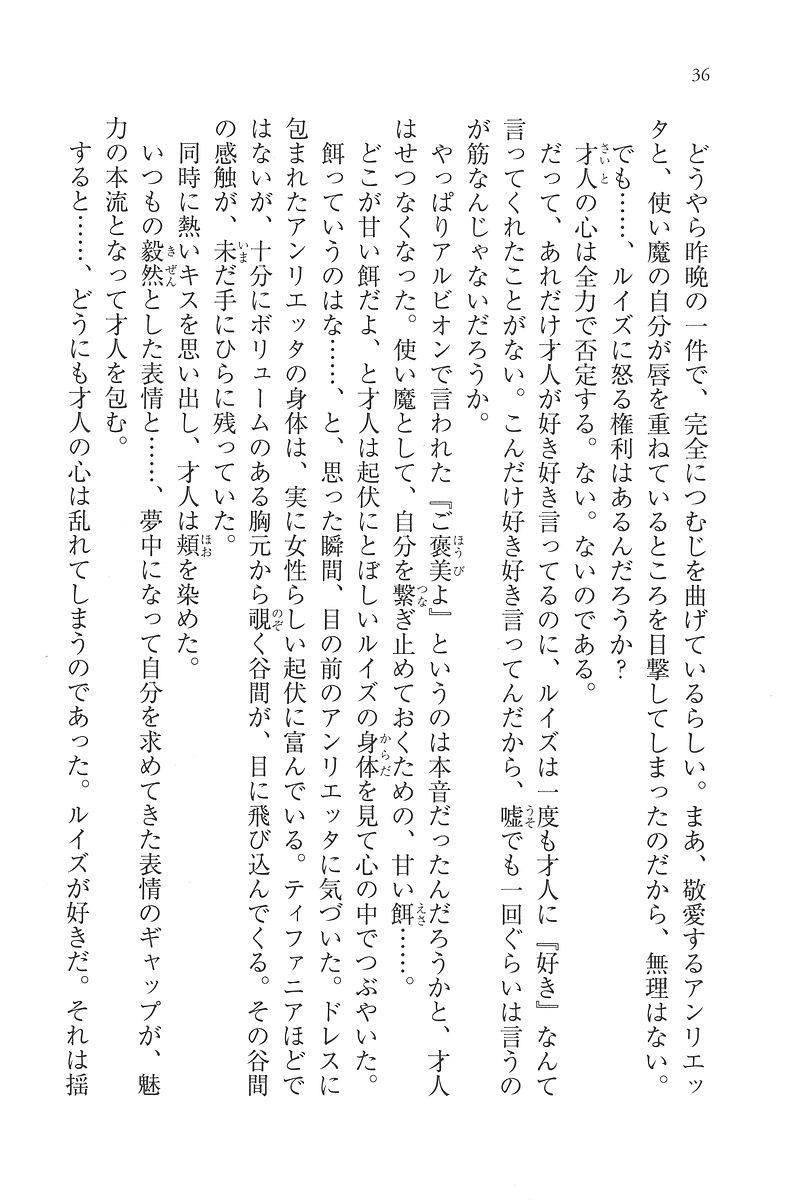 36
どうやら昨晩の一件で、完全につむじを曲げているらしい。まあ、敬愛するアンリエッ
タと、使い魔の自分が唇を重ねているところを目撃してしまったのだから、無理はない。
でも……、ルイズに怒る権利はあるんだろうか?
才人の心は全力で否定する。ない。ないのである。
だって、あれだけ才人が好き好き言ってるのに、ルイズは一度も才人に『好き』なんて
言ってくれたことがない。こんだけ好き好き言ってんだから、嘘でも一回ぐらいは言うの
が筋なんじゃないだろうか。
やっぱりアルビオンで言われた『ご褒美よ』というのは本音だったんだろうかと、才人
はせつなくなった。使い魔として、自分を繋ぎ止めておくための、甘い餌……。
どこが甘い餌だよ、と才人は起伏にとぼしいルイズの身体を見て心の中でつぶやいた。
餌っていうのはな……、と、思った瞬間、目の前のアンリエッタに気づいた。ドレスに
包まれたアンリエッタの身体は、実に女性らしい起伏に富んでいる。ティファニアほどで
はないが、十分にボリュームのある胸元から覗く谷間が、目に飛び込んでくる。その谷間
の感触が、未だ手にひらに残っていた。
同時に熱いキスを思い出し、才人は頬を染めた。
いつもの毅然とした表情と……、夢中になって自分を求めてきた表情のギャップが、魅
力の本流となって才人を包む。
すると……、どうにも才人の心は乱れてしまうのであった。ルイズが好きだ。それは揺